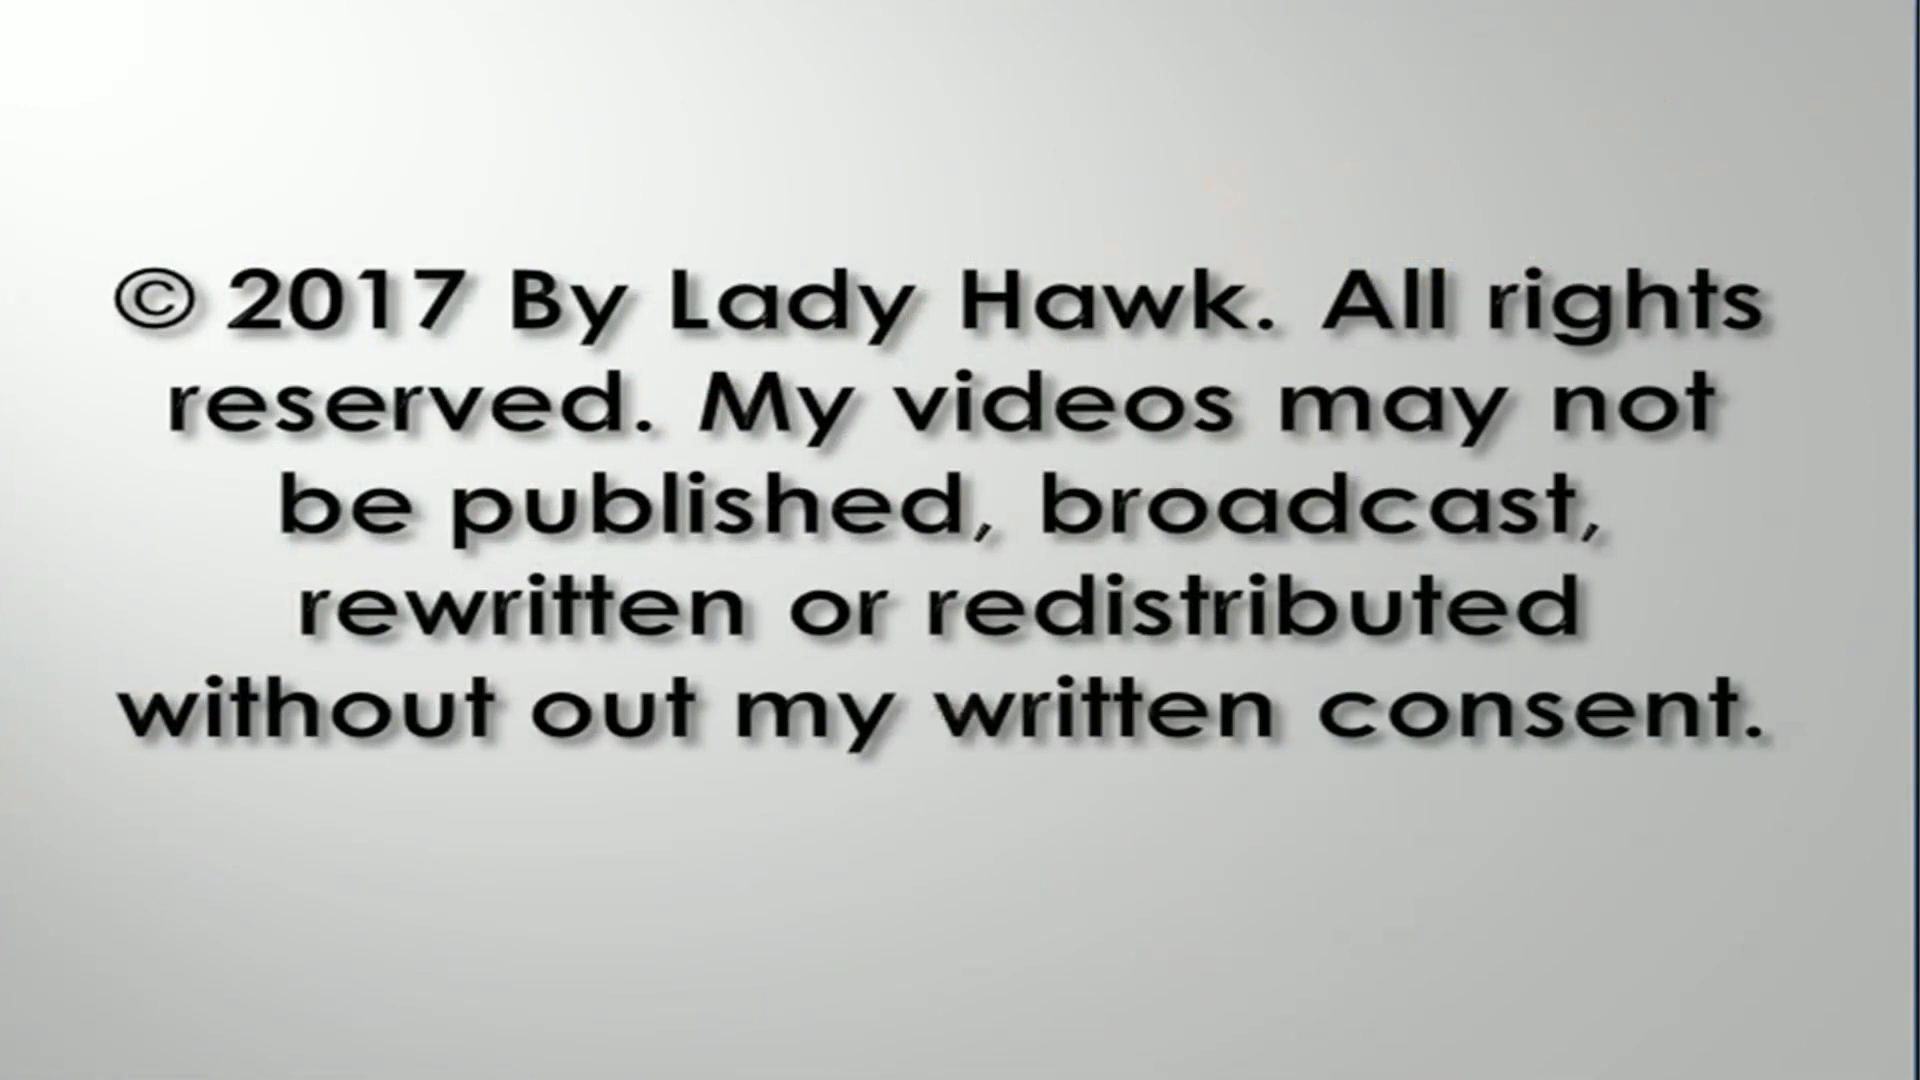 © 2017 By Lady Hawk. All rights
reserved. My videos may not
be published, broadcast,
rewritten or redistributed
without out my written consent.